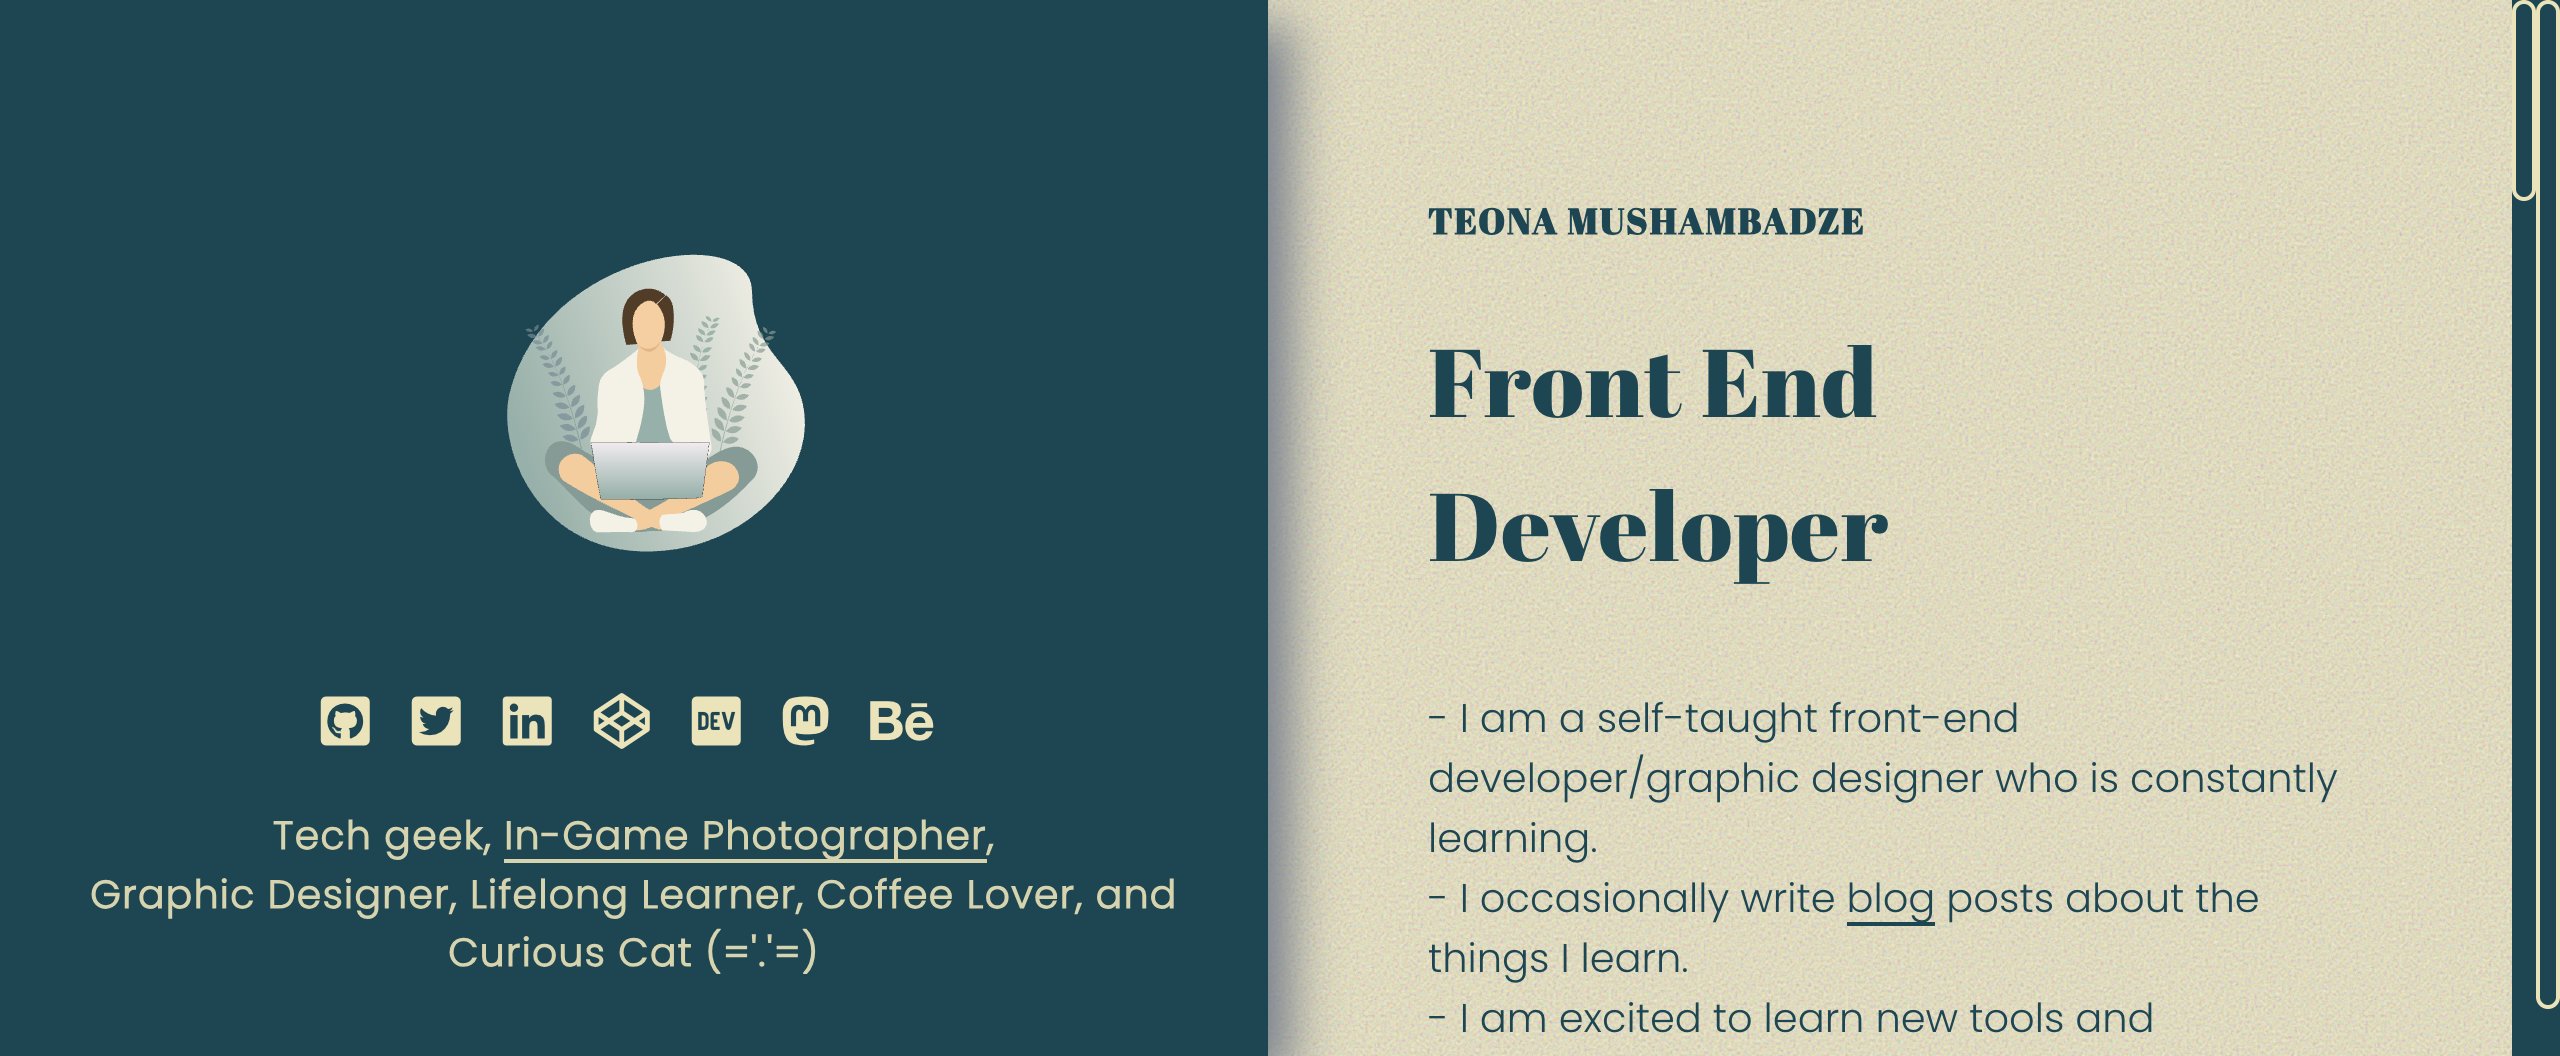 in
DEV
Bē
Tech geek, In-Game Photographer,
Graphic Designer, Lifelong Learner, Coffee Lover, and
Curious Cat (='.'=)
TEONA MUSHAMBADZE
Front End
Developer
- I am a self-taught front-end
developer/graphic designer who is constantly
learning.
- I occasionally write blog posts about the
things I learn.
- I am excited to learn new tools and